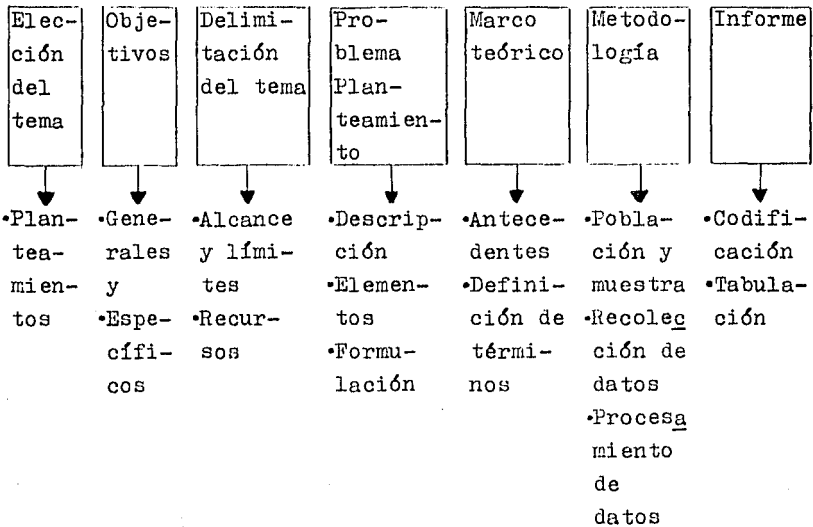 Elec-
ción
del
tema
Obje-
tivos
Delimi-
tación
del tema
Pro-
blema
Plan-
teamien-
to
Marco
teórico
Metodo-
logía
Informe
•Plan-
tea-
mien-
tos
•Gene-
rales
y
•Espe-
cífi-
cos
•Alcance
y lími-
tes
•Recur-
sos
•Descrip-
ción
•Elemen-
tos
•Formu-
lación
•Antece-
dentes
•Defini-
ción de
térmi-
nos
•Pobla-
ción y
muestra
•Recolec
ción de
datos
•Procesa
miento
de
datos
•Codifi-
cación
•Tabula-
ción